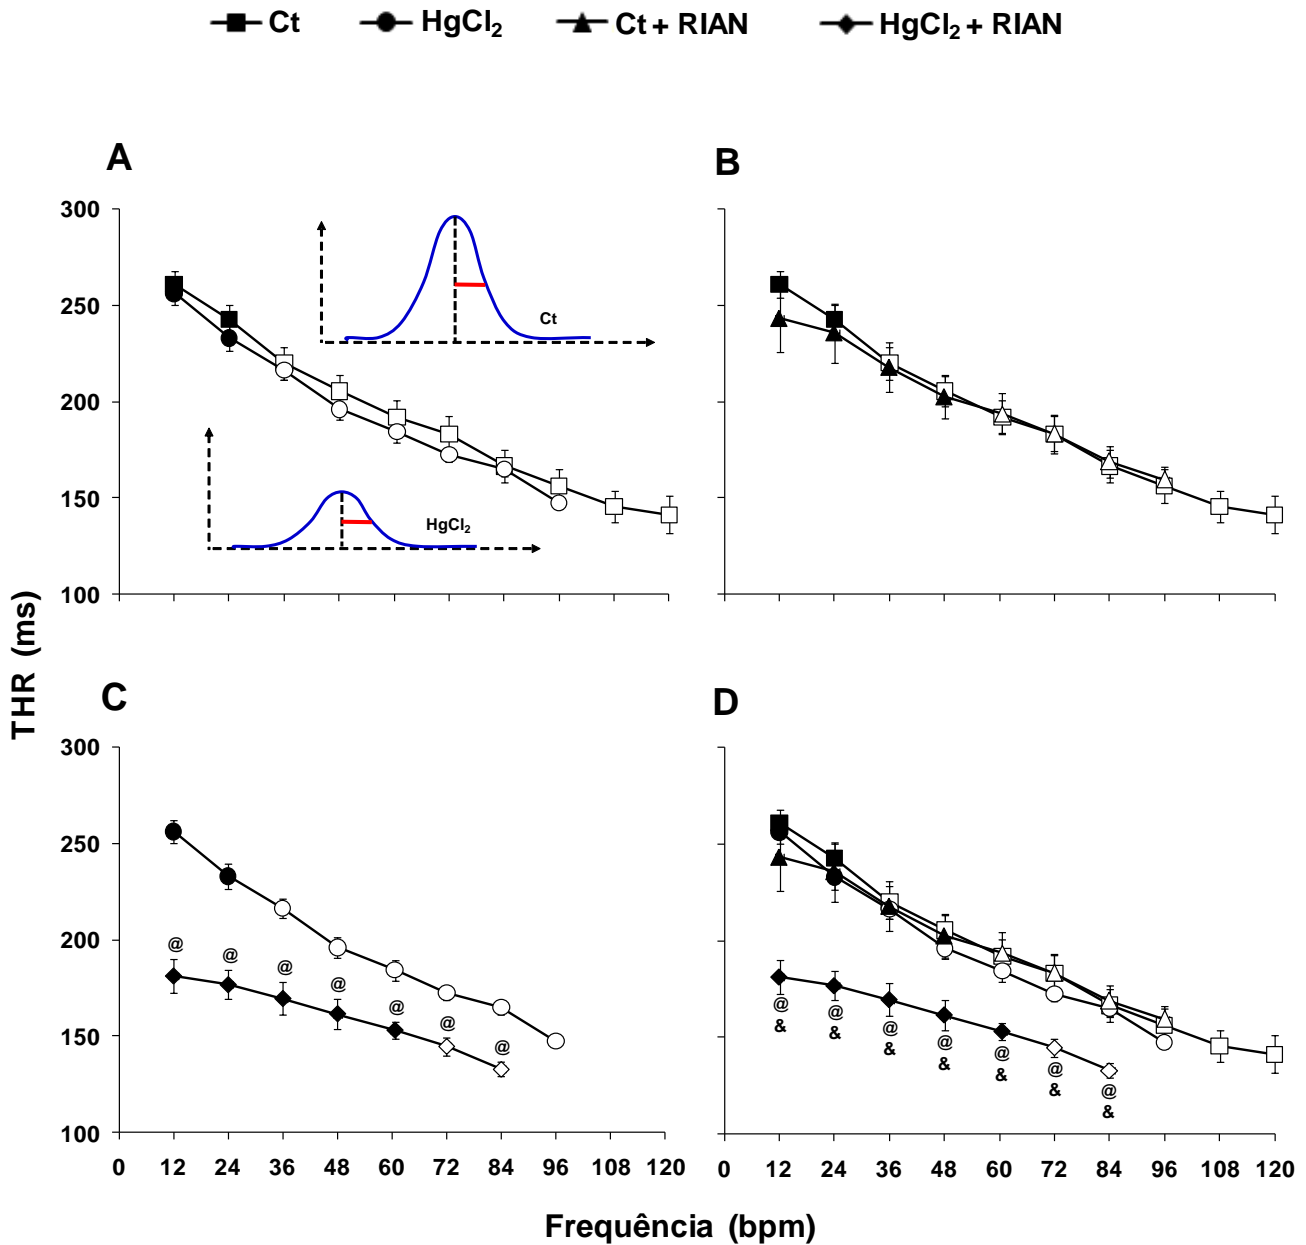 Ct HgCl₂ Ct + RIAN HgCl₂ + RIAN
A B
300
250
200
150
100
Ct
HgCl₂
THR (ms)
C D
300
250
200
150
100
@ @ @ @ @ @ @
@ @ @ @ @ @ @
& & & & & & &
0 12 24 36 48 60 72 84 96 108 120
0 12 24 36 48 60 72 84 96 108 120
Frequência (bpm)